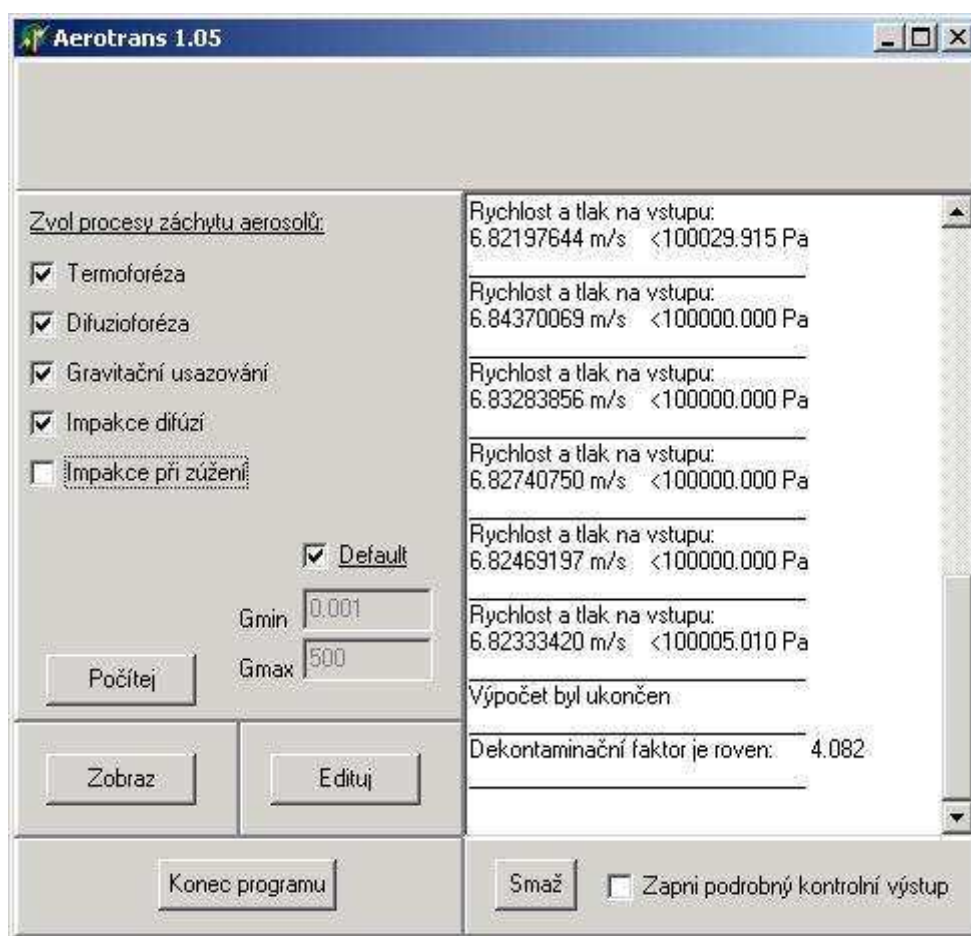 Aerotrans 1.05
Zvol procesy záchytu aerosolů:
Termoforéza
Difuzioforéza
Gravitační usazování
Impakce difúzí
Impakce při zúžení
Default
Gmin 0.001
Gmax 500
Počítej
Zobraz
Edituj
Konec programu
Rychlost a tlak na vstupu:
6.82197644 m/s <100029.915 Pa
Rychlost a tlak na vstupu:
6.84370069 m/s <100000.000 Pa
Rychlost a tlak na vstupu:
6.83283856 m/s <100000.000 Pa
Rychlost a tlak na vstupu:
6.82740750 m/s <100000.000 Pa
Rychlost a tlak na vstupu:
6.82469197 m/s <100000.000 Pa
Rychlost a tlak na vstupu:
6.82333420 m/s <100005.010 Pa
Výpočet byl ukončen
Dekontaminační faktor je roven: 4.082
Smaž
Zapni podrobný kontrolní výstup